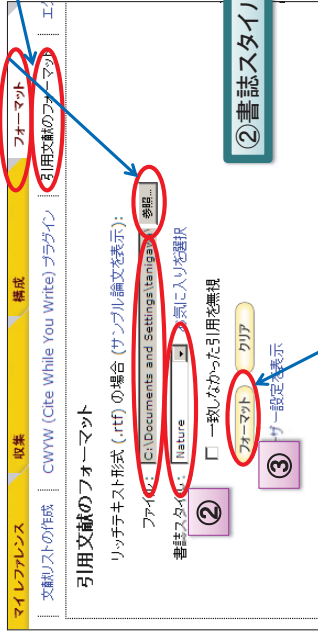 マイ レファレンス 収集 構成 フォーマット
文献リストの作成 CWYW (Cite While You Write) プラグイン 引用文献のフォーマット
引用文献のフォーマット
リッチテキスト形式 (.rtf) の場合 (サンプル論文を表示):
ファイル: C:\Documents and Settings\tanigaw 参照...
書誌スタイル: Nature お気に入りを選択
②
一致しなかった引用を無視
フォーマット クリア
③
ユーザー設定を表示
②書誌スタイ